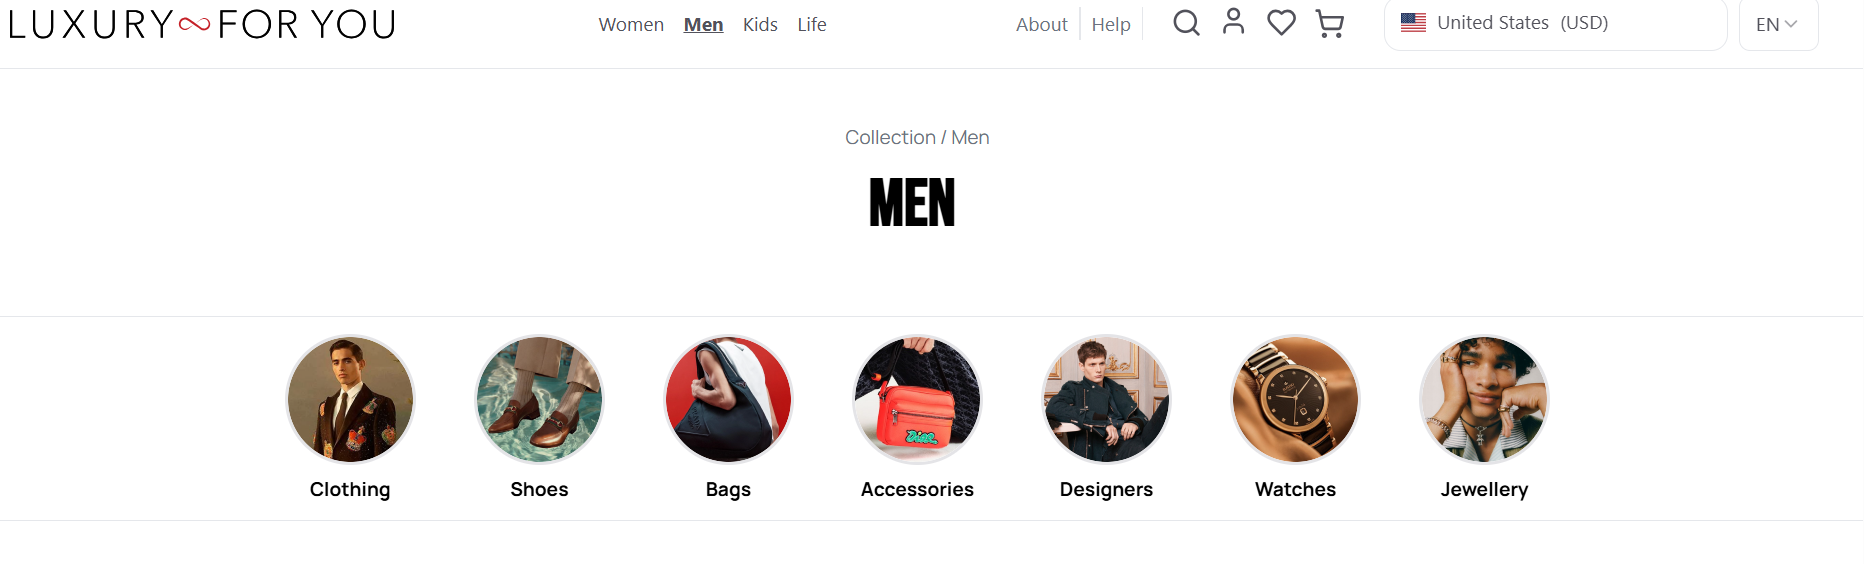 LUXURY FOR YOU
Women Men Kids Life
About Help
United States (USD)
EN
Collection / Men
MEN
Clothing Shoes Bags Accessories Designers Watches Jewellery